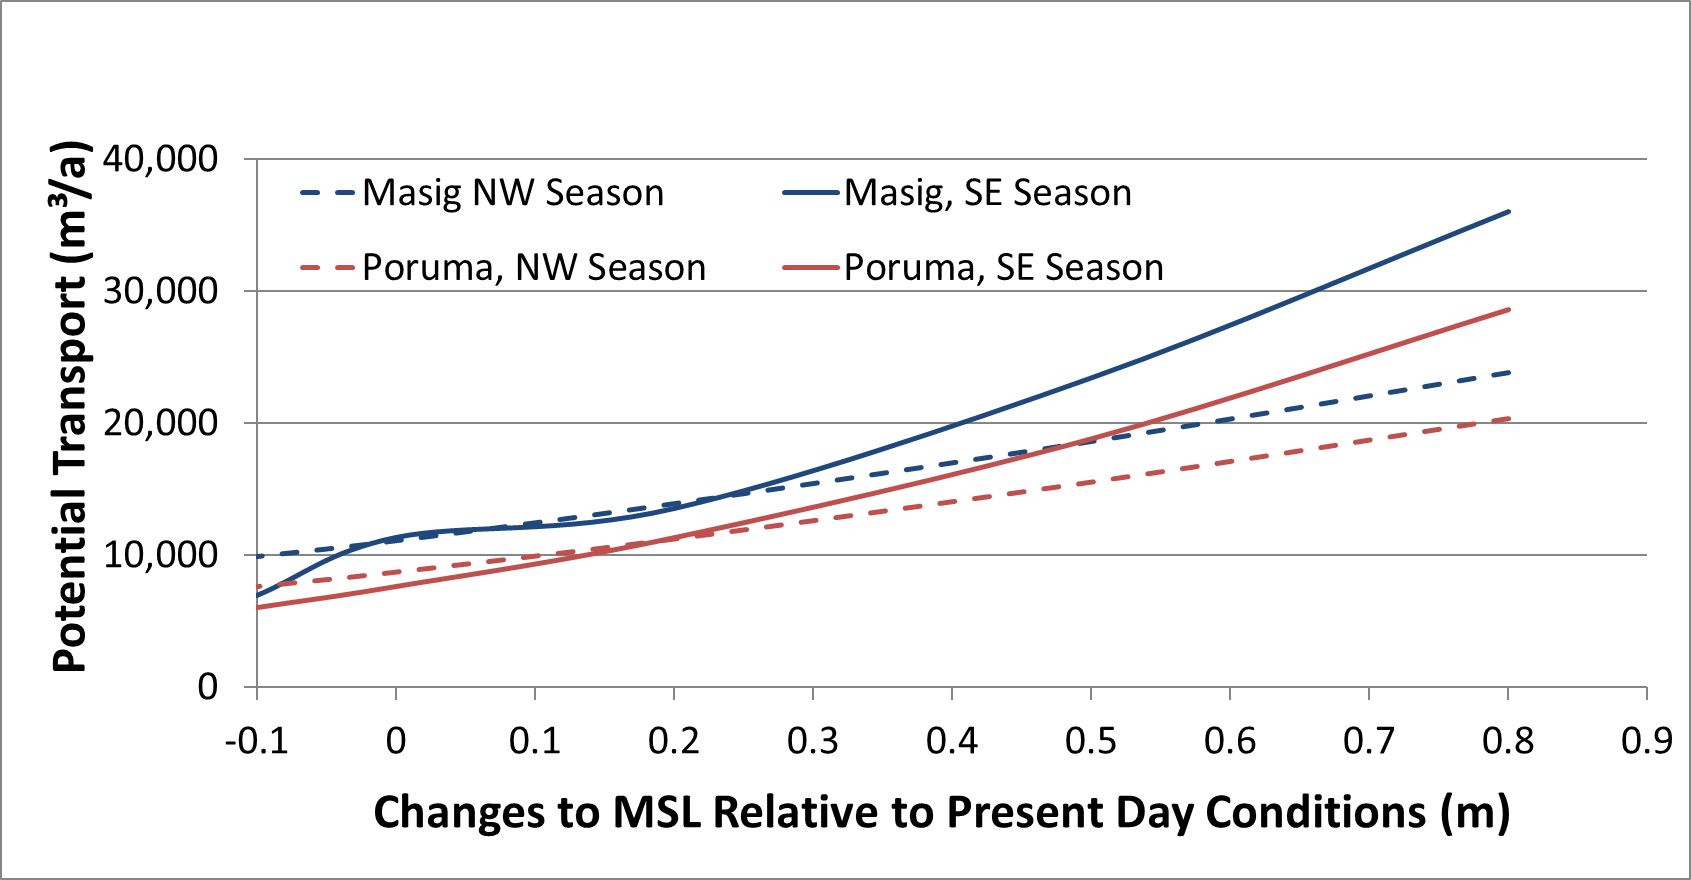 Potential Transport (m³/a)
40,000
30,000
20,000
10,000
0
Masig NW Season
Masig, SE Season
Poruma, NW Season
Poruma, SE Season
-0.1 0 0.1 0.2 0.3 0.4 0.5 0.6 0.7 0.8 0.9
Changes to MSL Relative to Present Day Conditions (m)